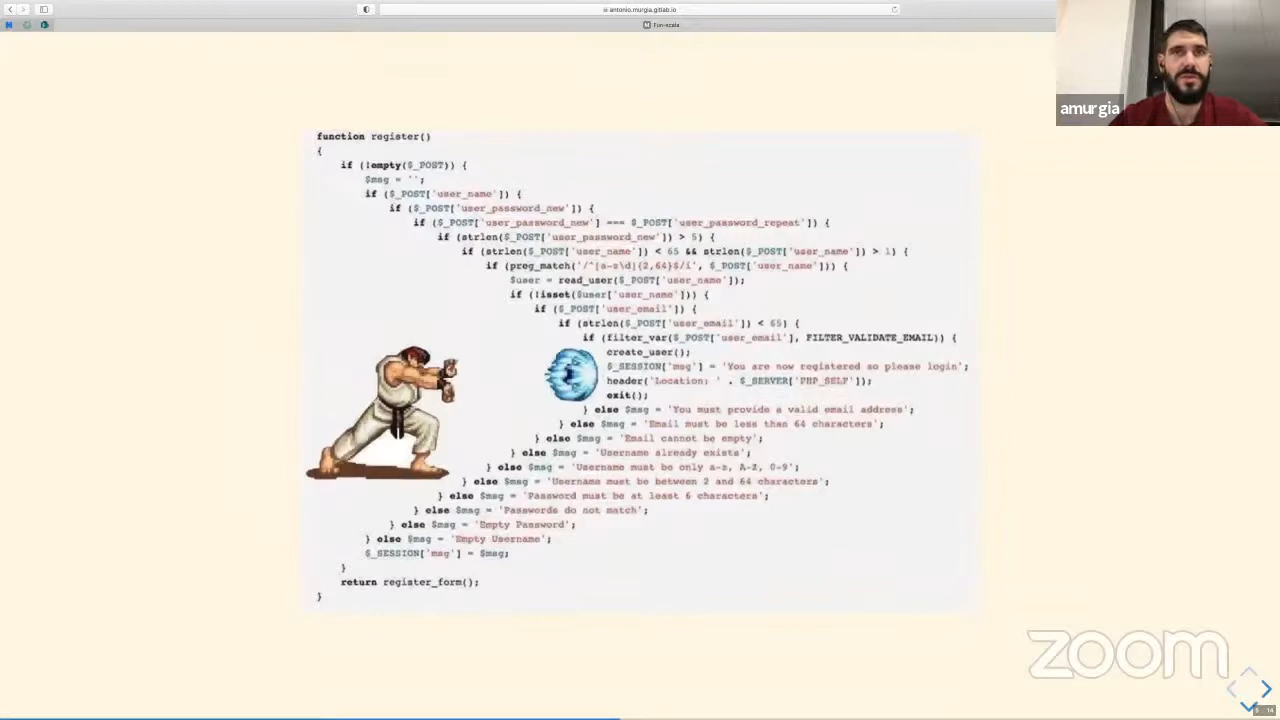 antonio.murgia.gitlab.io
Fun-scala
amurgia
function register()
{
if (!empty($_POST)) {
$msg = '';
if ($_POST['user_name']) {
if ($_POST['user_password_new']) {
if ($_POST['user_password_new'] === $_POST['user_password_repeat']) {
if (strlen($_POST['user_password_new']) > 5) {
if (strlen($_POST['user_name']) < 65 && strlen($_POST['user_name']) > 1) {
if (preg_match('/^[a-z\d]{2,64}$/i', $_POST['user_name'])) {
$user = read_user($_POST['user_name']);
if (!isset($user['user_name'])) {
if ($_POST['user_email']) {
if (strlen($_POST['user_email']) < 65) {
if (filter_var($_POST['user_email'], FILTER_VALIDATE_EMAIL)) {
create_user();
$_SESSION['msg'] = 'You are now registered so please login';
header('Location: ' . $_SERVER['PHP_SELF']);
exit();
} else $msg = 'You must provide a valid email address';
} else $msg = 'Email must be less than 64 characters';
} else $msg = 'Email cannot be empty';
} else $msg = 'Username already exists';
} else $msg = 'Username must be only a-z, A-Z, 0-9';
} else $msg = 'Username must be between 2 and 64 characters';
} else $msg = 'Password must be at least 6 characters';
} else $msg = 'Passwords do not match';
} else $msg = 'Empty Password';
} else $msg = 'Empty Username';
$_SESSION['msg'] = $msg;
}
return register_form();
}
zoom